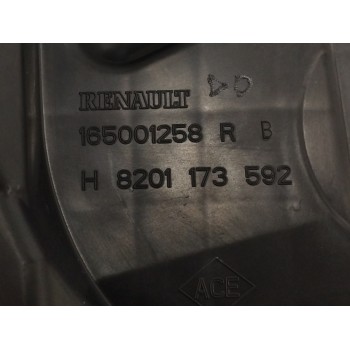 RENAULT
165001258 R B
H 8201 173 592
ACE